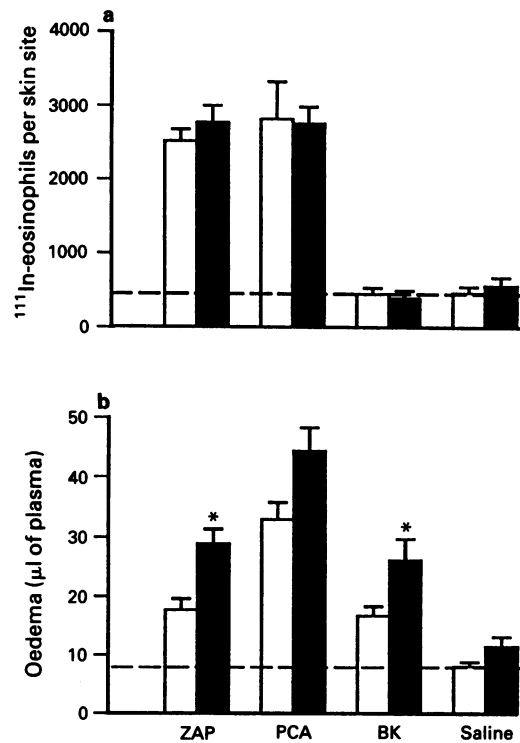 a
4000
3000
2000
1000
0
¹¹¹In-eosinophils per skin site
b
50
40
30
20
10
0
Oedema (µl of plasma)
*
*
ZAP PCA BK Saline